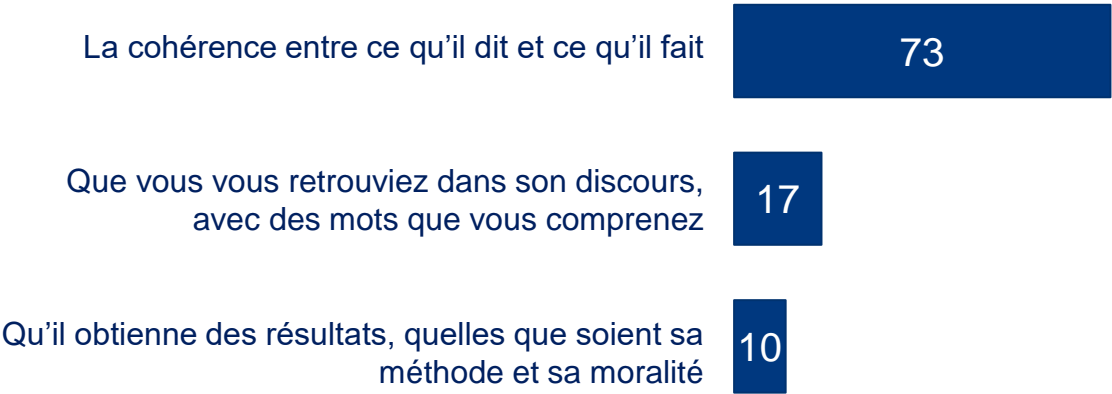 La cohérence entre ce qu’il dit et ce qu’il fait
73
Que vous vous retrouviez dans son discours,
avec des mots que vous comprenez
17
Qu’il obtienne des résultats, quelles que soient sa
méthode et sa moralité
10